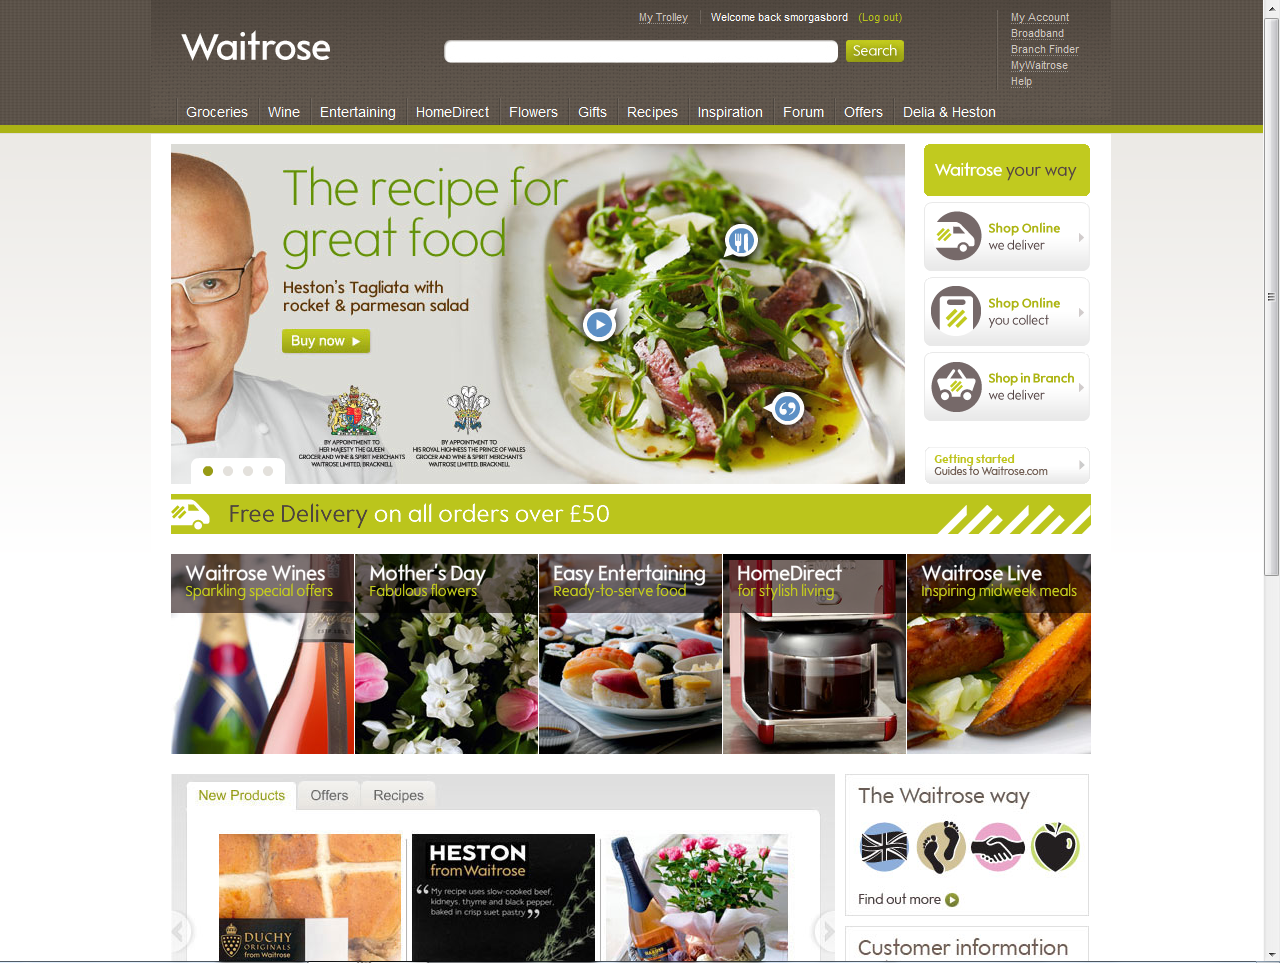 My Trolley
Welcome back smorgasbord (Log out)
My Account
Broadband
Branch Finder
MyWaitrose
Help
Waitrose
Search
Groceries
Wine
Entertaining
HomeDirect
Flowers
Gifts
Recipes
Inspiration
Forum
Offers
Delia & Heston
The recipe for
great food
Heston's Tagliata with
rocket & parmesan salad
Buy now
BY APPOINTMENT TO
HER MAJESTY THE QUEEN
GROCER AND WINE & SPIRIT MERCHANTS
WAITROSE LIMITED, BRACKNELL
BY APPOINTMENT TO
HIS ROYAL HIGHNESS THE PRINCE OF WALES
GROCER AND WINE & SPIRIT MERCHANTS
WAITROSE LIMITED, BRACKNELL
Waitrose your way
Shop Online
we deliver
Shop Online
you collect
Shop in Branch
we deliver
Getting started
Guides to Waitrose.com
Free Delivery on all orders over £50
Waitrose Wines
Sparkling special offers
Mother's Day
Fabulous flowers
Easy Entertaining
Ready-to-serve food
HomeDirect
for stylish living
Waitrose Live
Inspiring midweek meals
New Products
Offers
Recipes
DUCHY
ORIGINALS
from Waitrose
HESTON
from Waitrose
“My recipe uses slow-cooked beef,
kidneys, thyme and black pepper,
baked in crisp suet pastry”
The Waitrose way
Find out more
Customer information